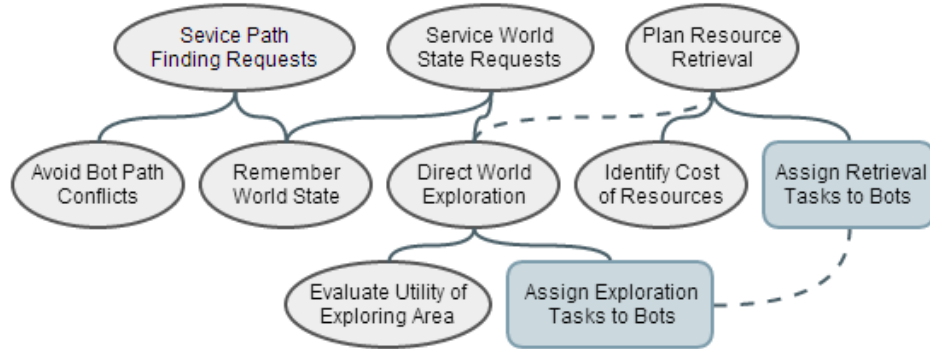 Sevice Path
Finding Requests
Service World
State Requests
Plan Resource
Retrieval
Avoid Bot Path
Conflicts
Remember
World State
Direct World
Exploration
Identify Cost
of Resources
Assign Retrieval
Tasks to Bots
Evaluate Utility of
Exploring Area
Assign Exploration
Tasks to Bots